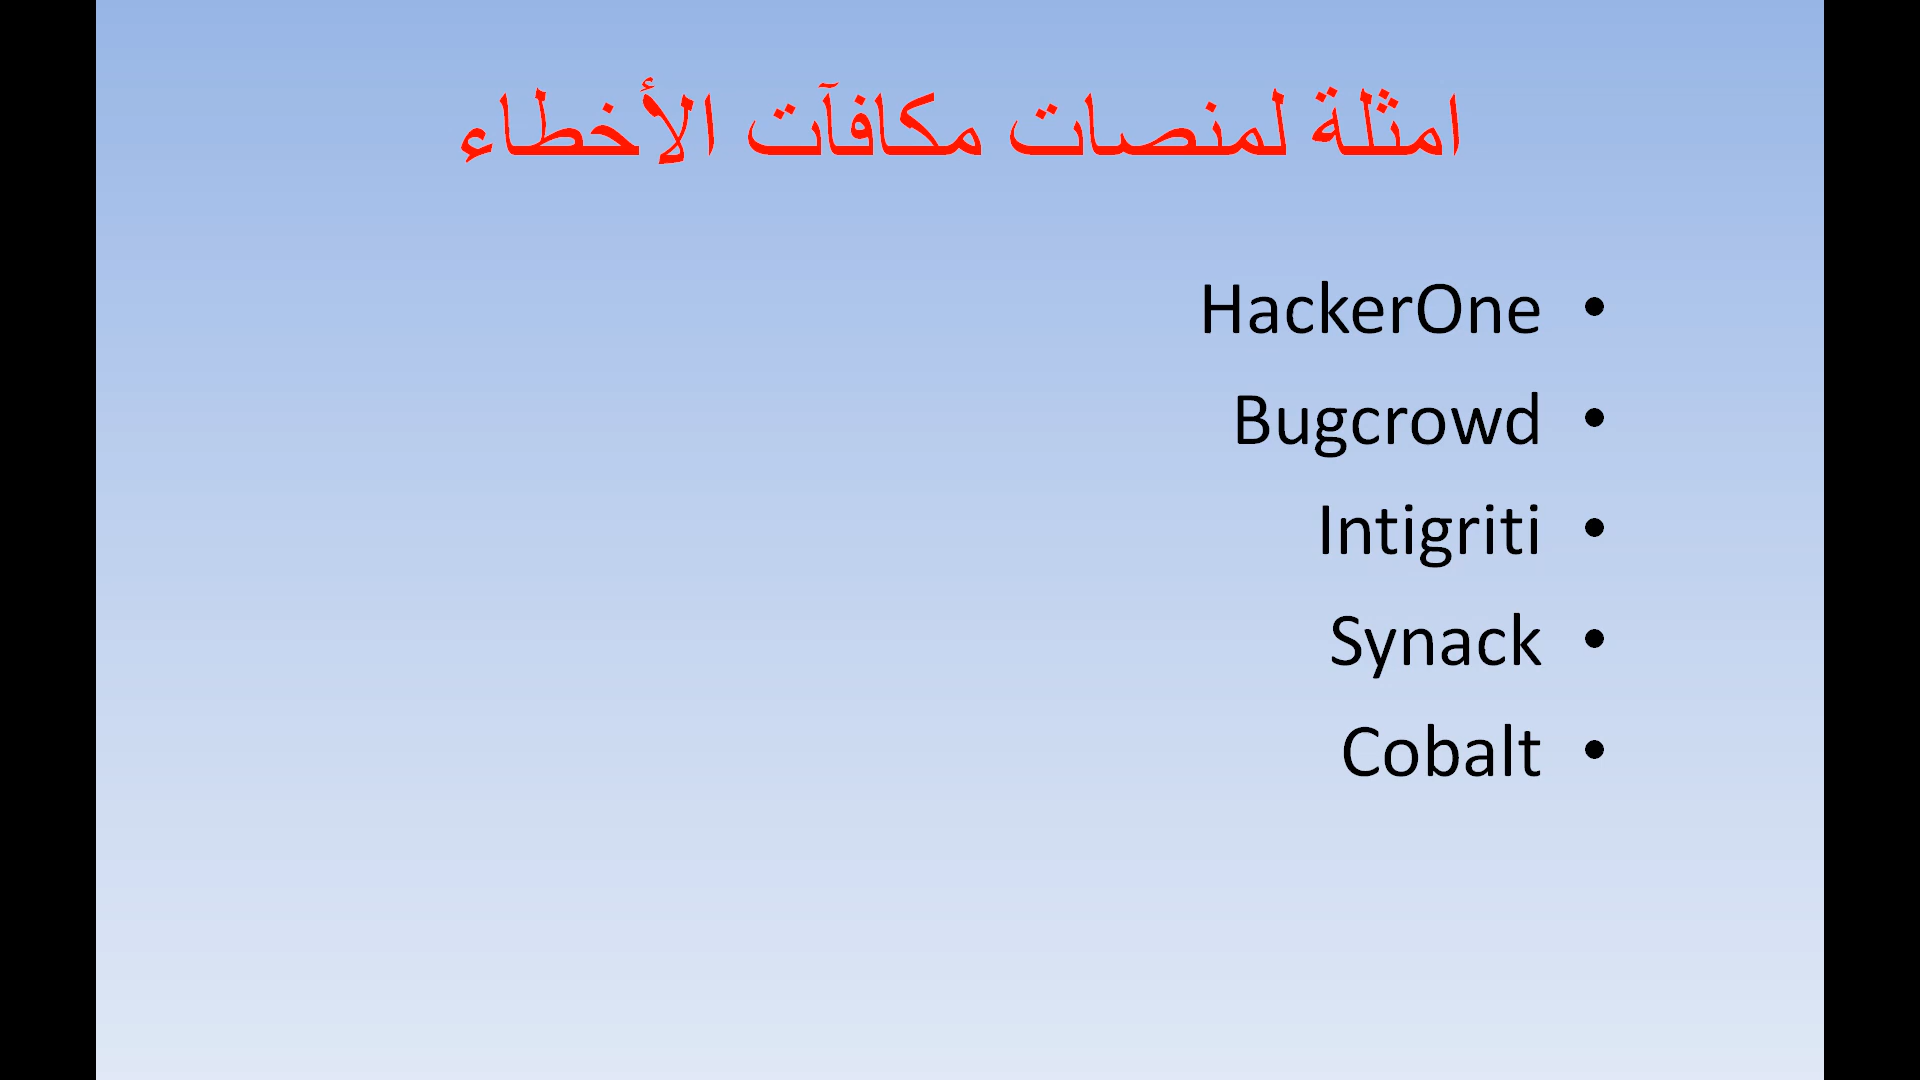 امثلة لمنصات مكافآت الأخطاء
• HackerOne
• Bugcrowd
• Intigriti
• Synack
• Cobalt